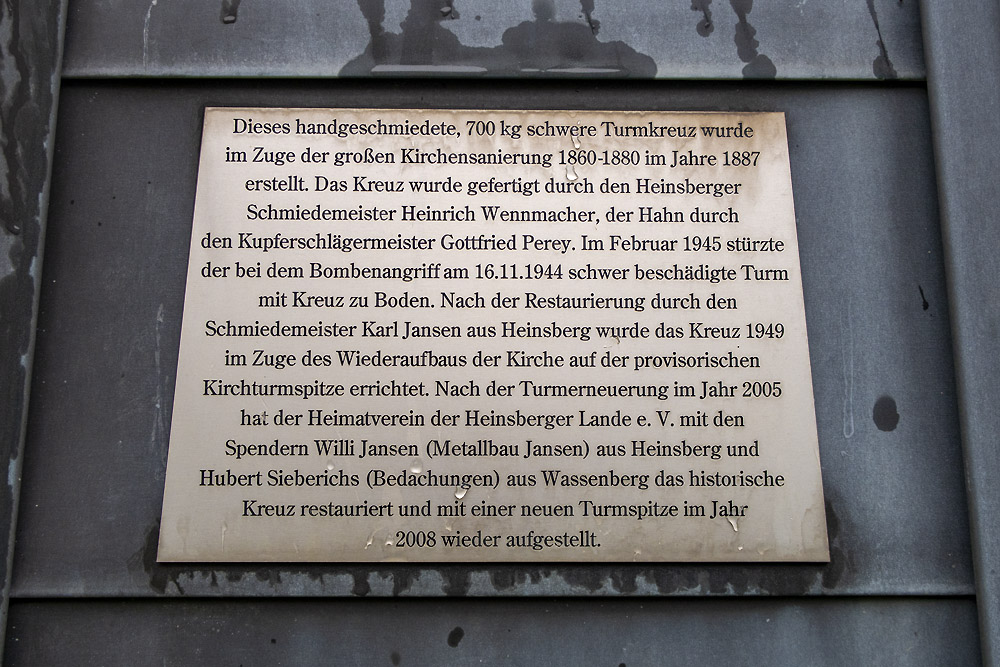 Dieses handgeschmiedete, 700 kg schwere Turmkreuz wurde
im Zuge der großen Kirchensanierung 1860-1880 im Jahre 1887
erstellt. Das Kreuz wurde gefertigt durch den Heinsberger
Schmiedemeister Heinrich Wennmacher, der Hahn durch
den Kupferschlägermeister Gottfried Perey. Im Februar 1945 stürzte
der bei dem Bombenangriff am 16.11.1944 schwer beschädigte Turm
mit Kreuz zu Boden. Nach der Restaurierung durch den
Schmiedemeister Karl Jansen aus Heinsberg wurde das Kreuz 1949
im Zuge des Wiederaufbaus der Kirche auf der provisorischen
Kirchturmspitze errichtet. Nach der Turmerneuerung im Jahr 2005
hat der Heimatverein der Heinsberger Lande e. V. mit den
Spendern Willi Jansen (Metallbau Jansen) aus Heinsberg und
Hubert Sieberichs (Bedachungen) aus Wassenberg das historische
Kreuz restauriert und mit einer neuen Turmspitze im Jahr
2008 wieder aufgestellt.